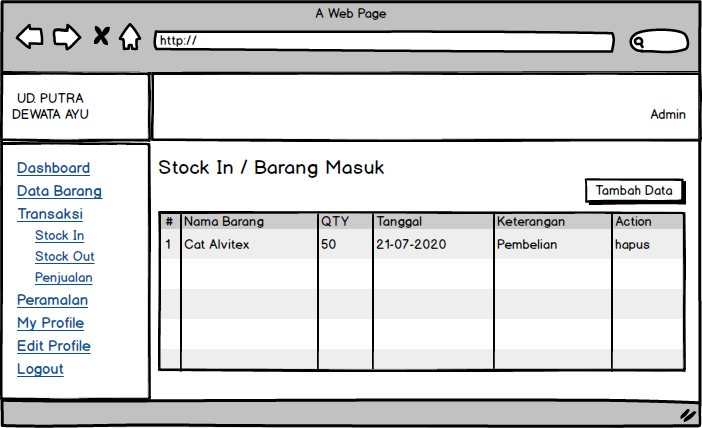 A Web Page
http://
UD. PUTRA
DEWATA AYU
Admin
Dashboard
Data Barang
Transaksi
Stock In
Stock Out
Penjualan
Peramalan
My Profile
Edit Profile
Logout
Stock In / Barang Masuk
Tambah Data
# Nama Barang QTY Tanggal Keterangan Action
1 Cat Alvitex 50 21-07-2020 Pembelian hapus